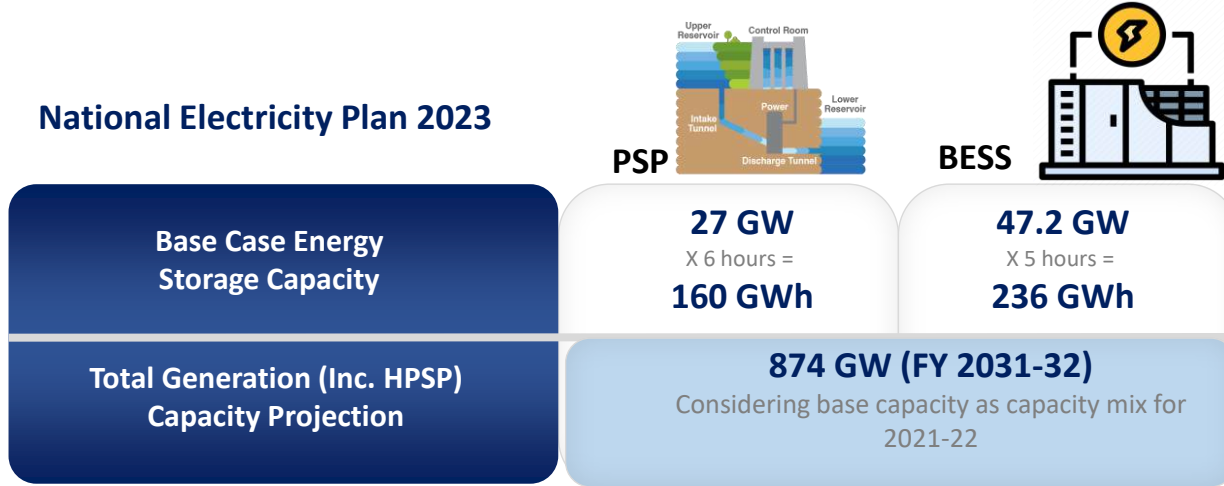 National Electricity Plan 2023
Upper
Reservoir
Control Room
Lower
Reservoir
Power
Intake
Tunnel
Discharge Tunnel
PSP
BESS
Base Case Energy
Storage Capacity
27 GW
X 6 hours =
160 GWh
47.2 GW
X 5 hours =
236 GWh
Total Generation (Inc. HPSP)
Capacity Projection
874 GW (FY 2031-32)
Considering base capacity as capacity mix for
2021-22